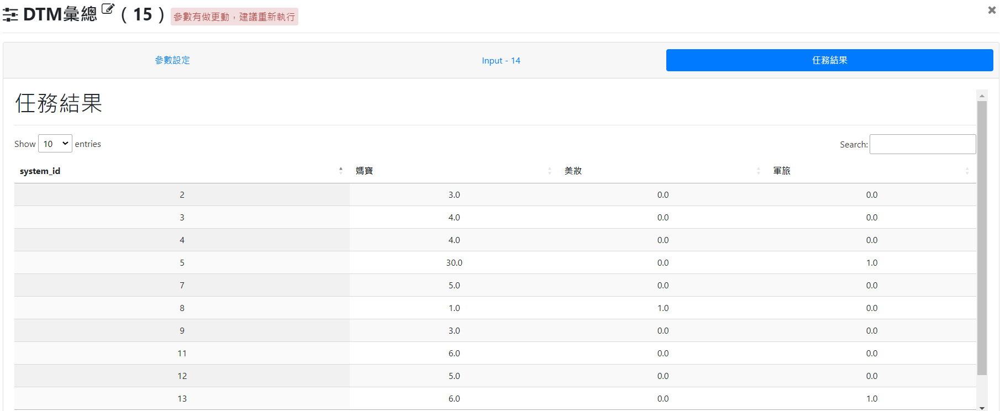 DTM彙總 ( 15 ) 參數有做更動，建議重新執行
參數設定 Input - 14 任務結果
任務結果
Show 10 entries Search:
system_id 媽寶 美妝 軍旅
2 3.0 0.0 0.0
3 4.0 0.0 0.0
4 4.0 0.0 0.0
5 30.0 0.0 1.0
7 5.0 0.0 0.0
8 1.0 1.0 0.0
9 3.0 0.0 0.0
11 6.0 0.0 0.0
12 5.0 0.0 0.0
13 6.0 0.0 1.0